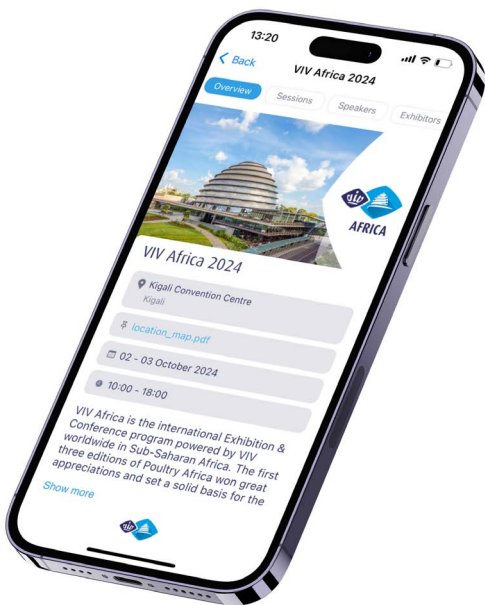 13:20
Back
VIV Africa 2024
Overview
Sessions
Speakers
Exhibitors
viv
AFRICA
VIV Africa 2024
Kigali Convention Centre
Kigali
location_map.pdf
02 - 03 October 2024
10:00 - 18:00
VIV Africa is the international Exhibition &
Conference program powered by VIV
worldwide in Sub-Saharan Africa. The first
three editions of Poultry Africa won great
appreciations and set a solid basis for the
Show more
viv